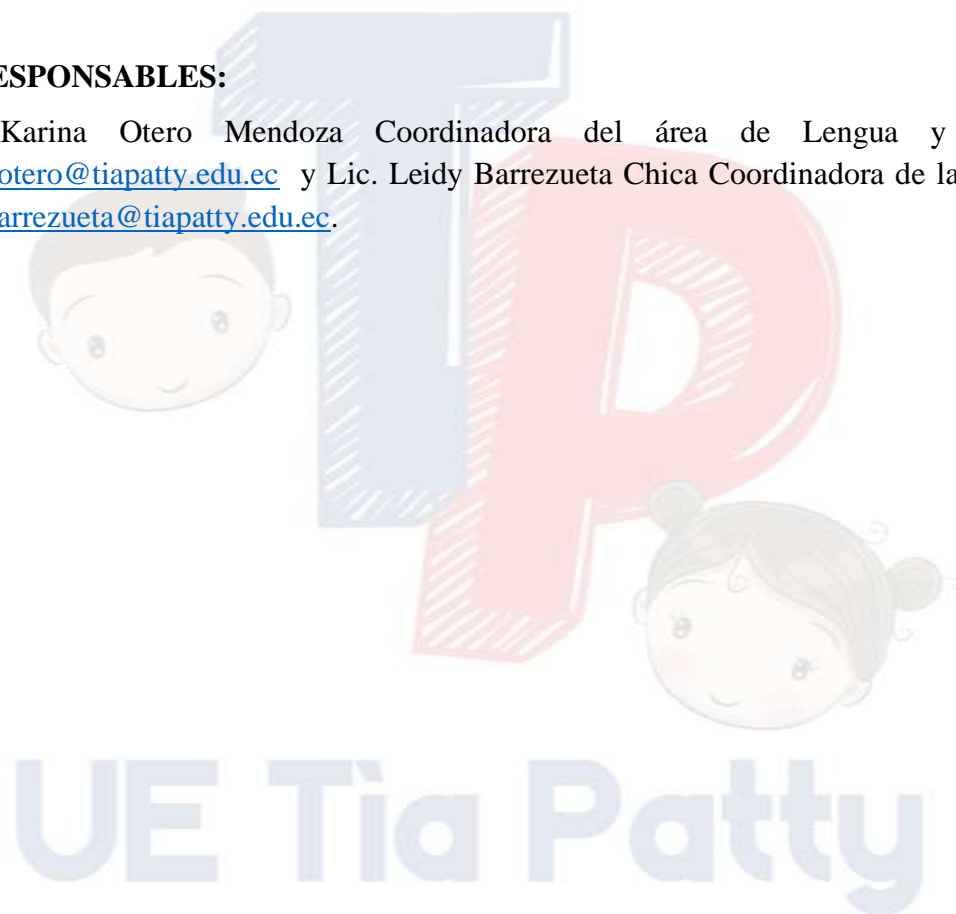 ESPONSABLES:
Karina Otero Mendoza Coordinadora del área de Lengua y
otero@tiapatty.edu.ec y Lic. Leidy Barrezueta Chica Coordinadora de la
arrezueta@tiapatty.edu.ec.
TP
UE Tìa Patty